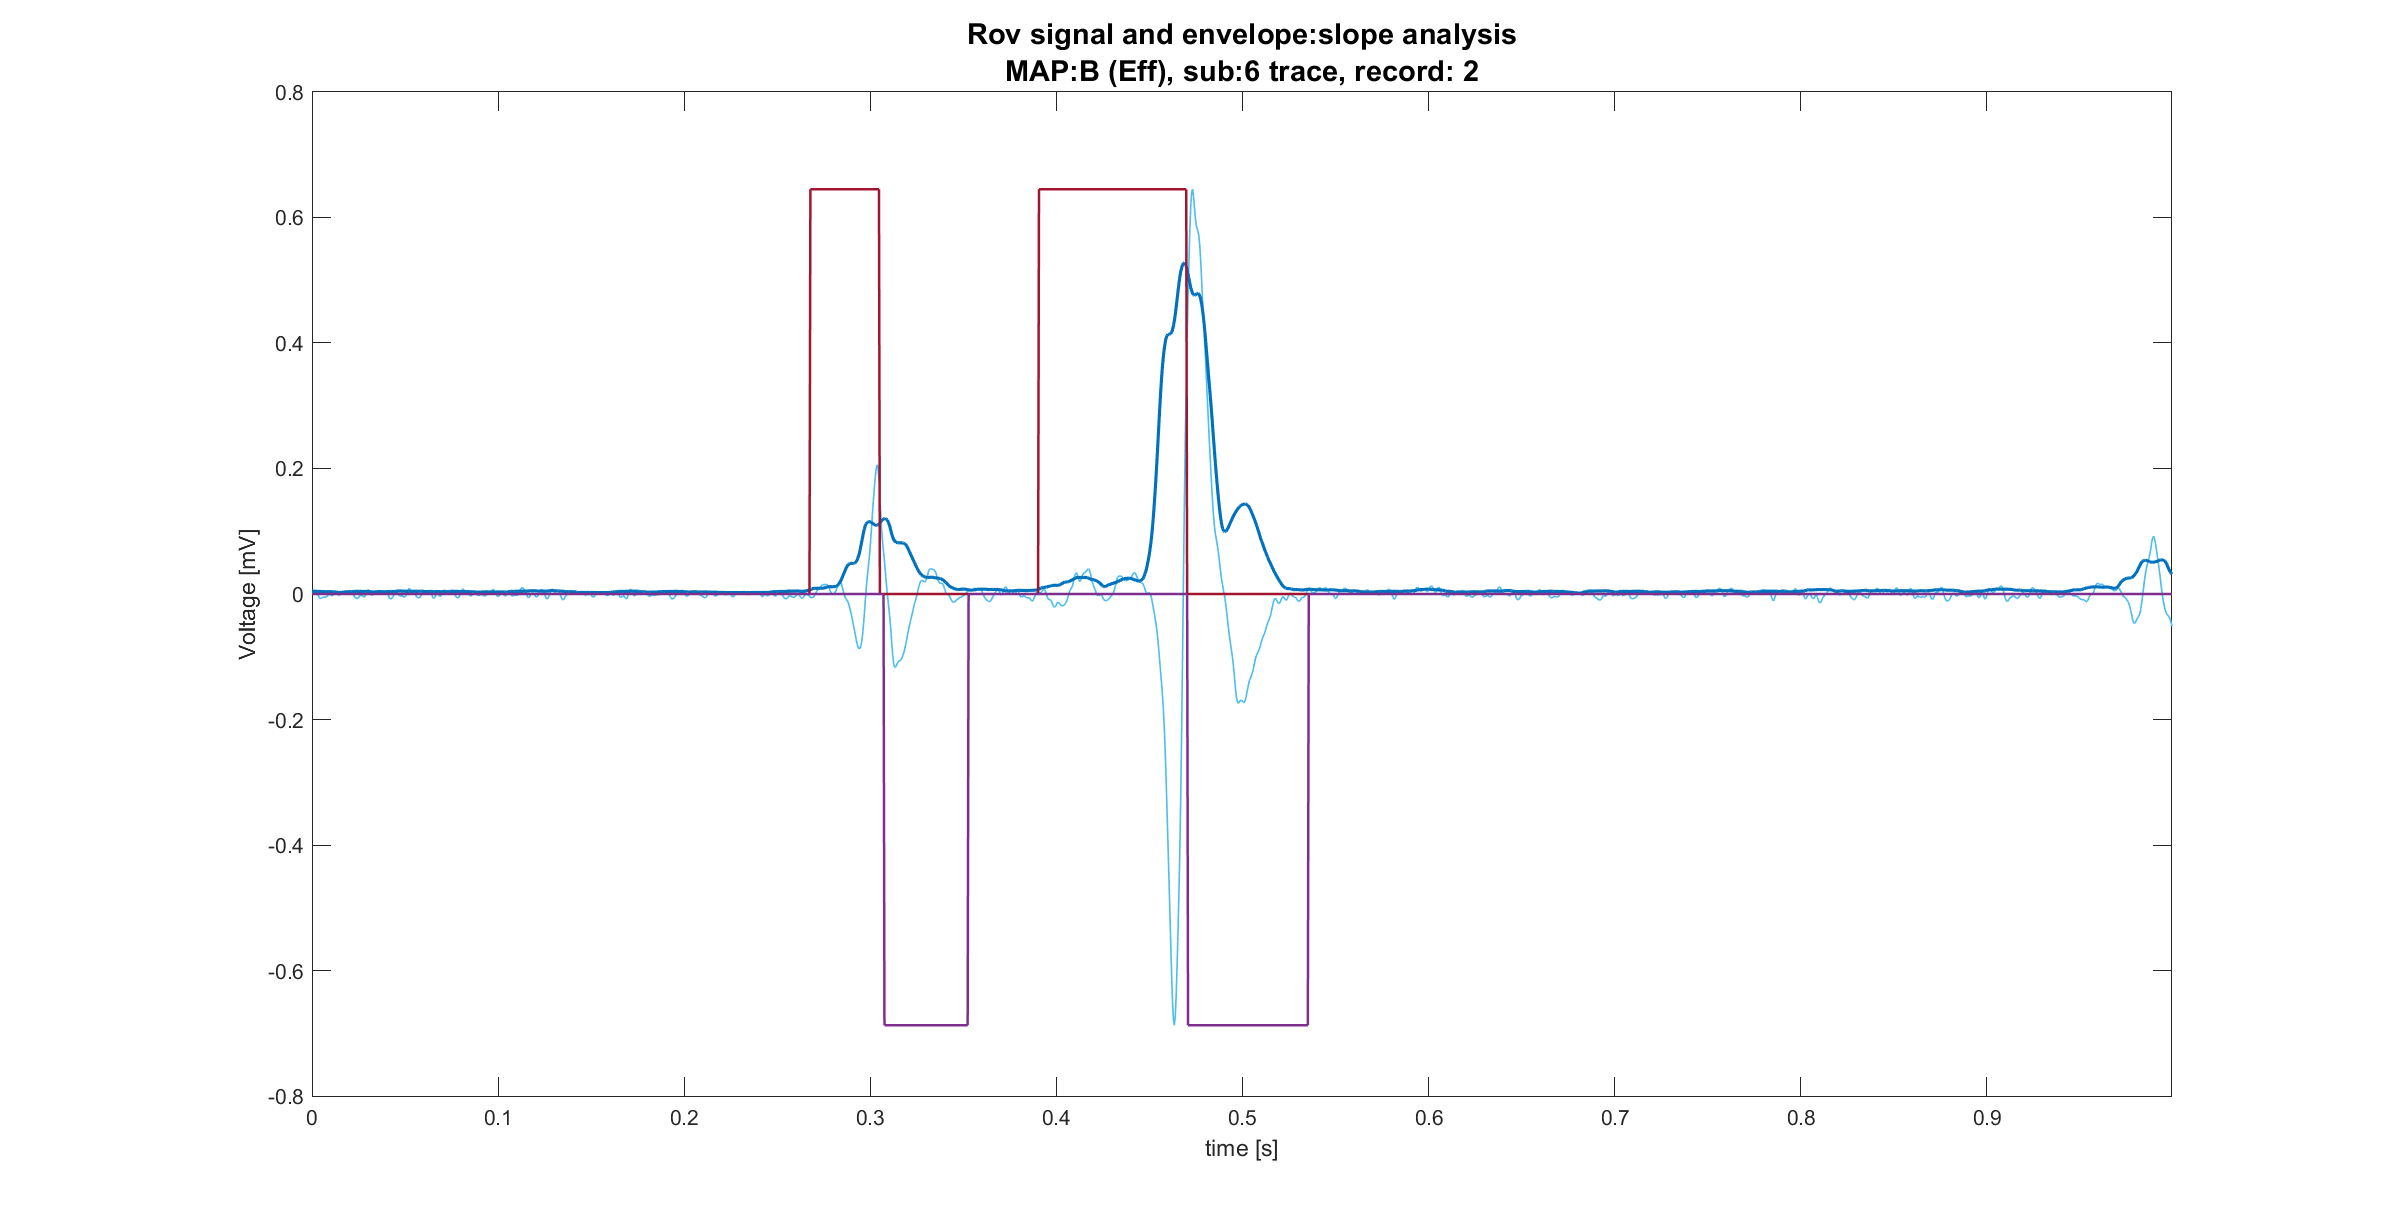 Rov signal and envelope:slope analysis
MAP:B (Eff), sub:6 trace, record: 2
0.8
0.6
0.4
0.2
0
-0.2
-0.4
-0.6
-0.8
Voltage [mV]
0 0.1 0.2 0.3 0.4 0.5 0.6 0.7 0.8 0.9
time [s]